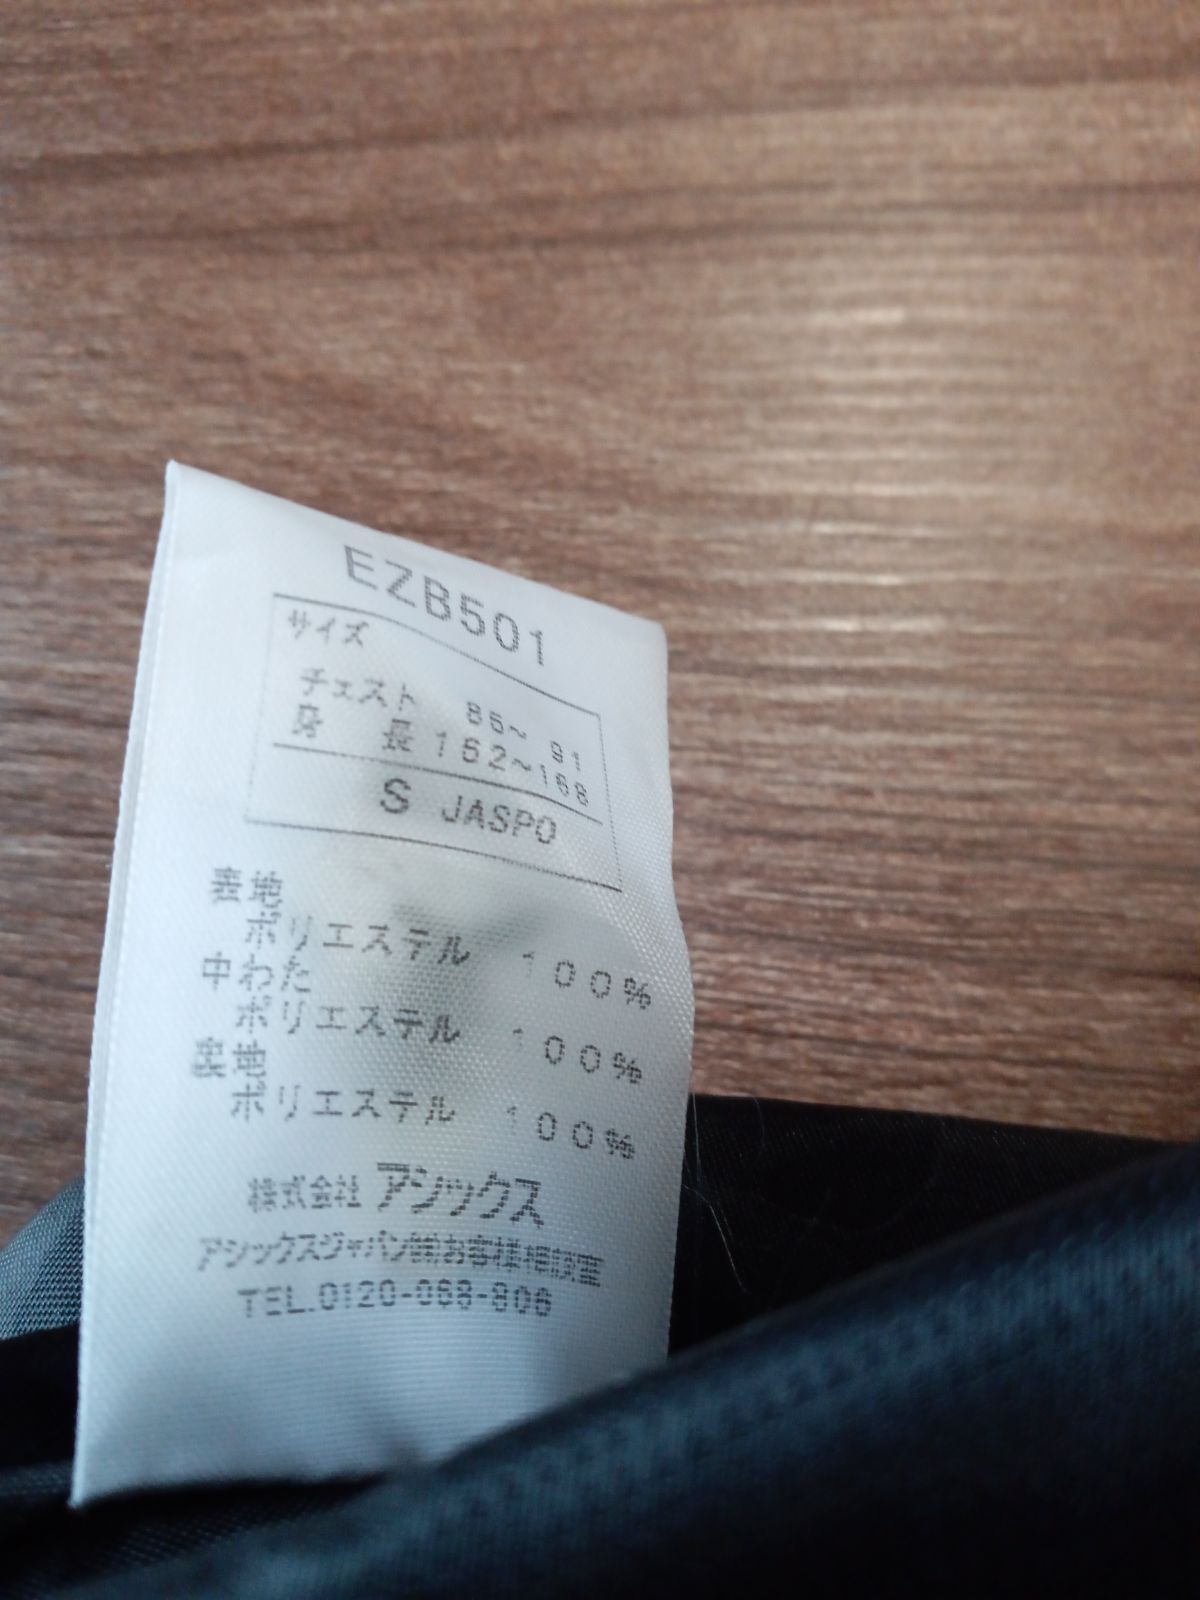 EZB501
サイズ
チェスト 85～ 91
身　長 162～168
S JASPO
表地
ポリエステル 100%
中わた
ポリエステル 100%
裏地
ポリエステル 100%
株式会社 アシックス
アシックスジャパン㈱お客様相談室
TEL.0120-068-806